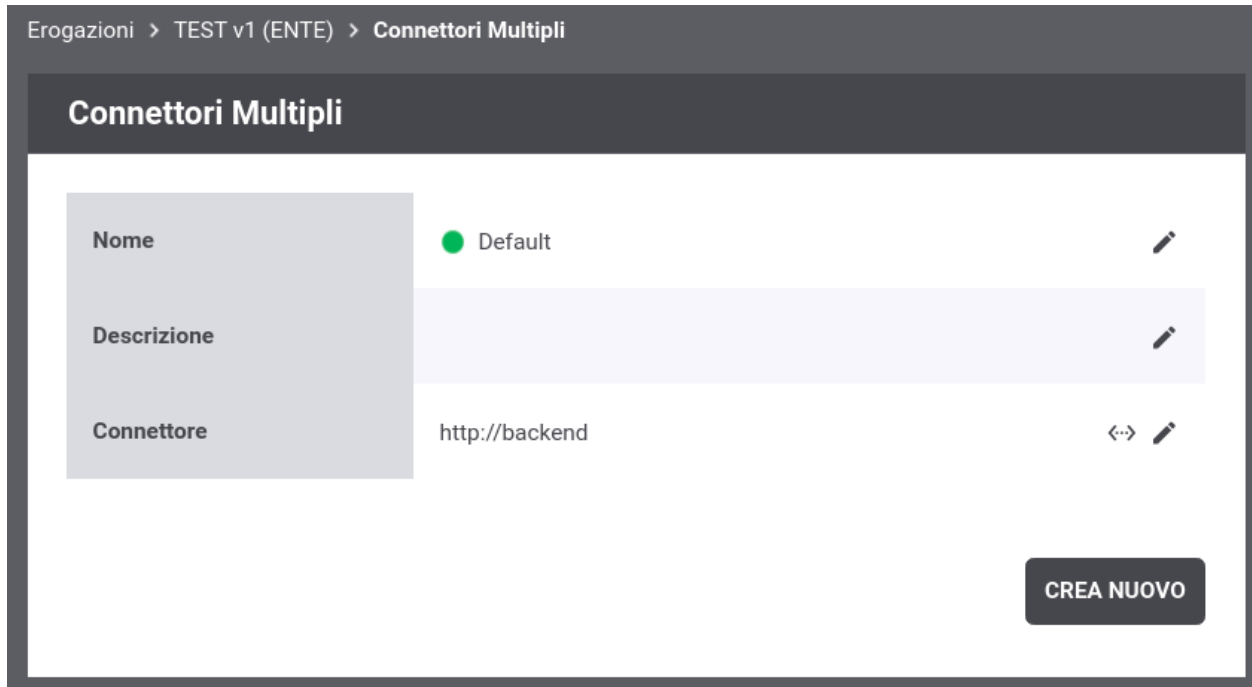 Erogazioni > TEST v1 (ENTE) > Connettori Multipli
Connettori Multipli
Nome Default
Descrizione
Connettore http://backend
CREA NUOVO